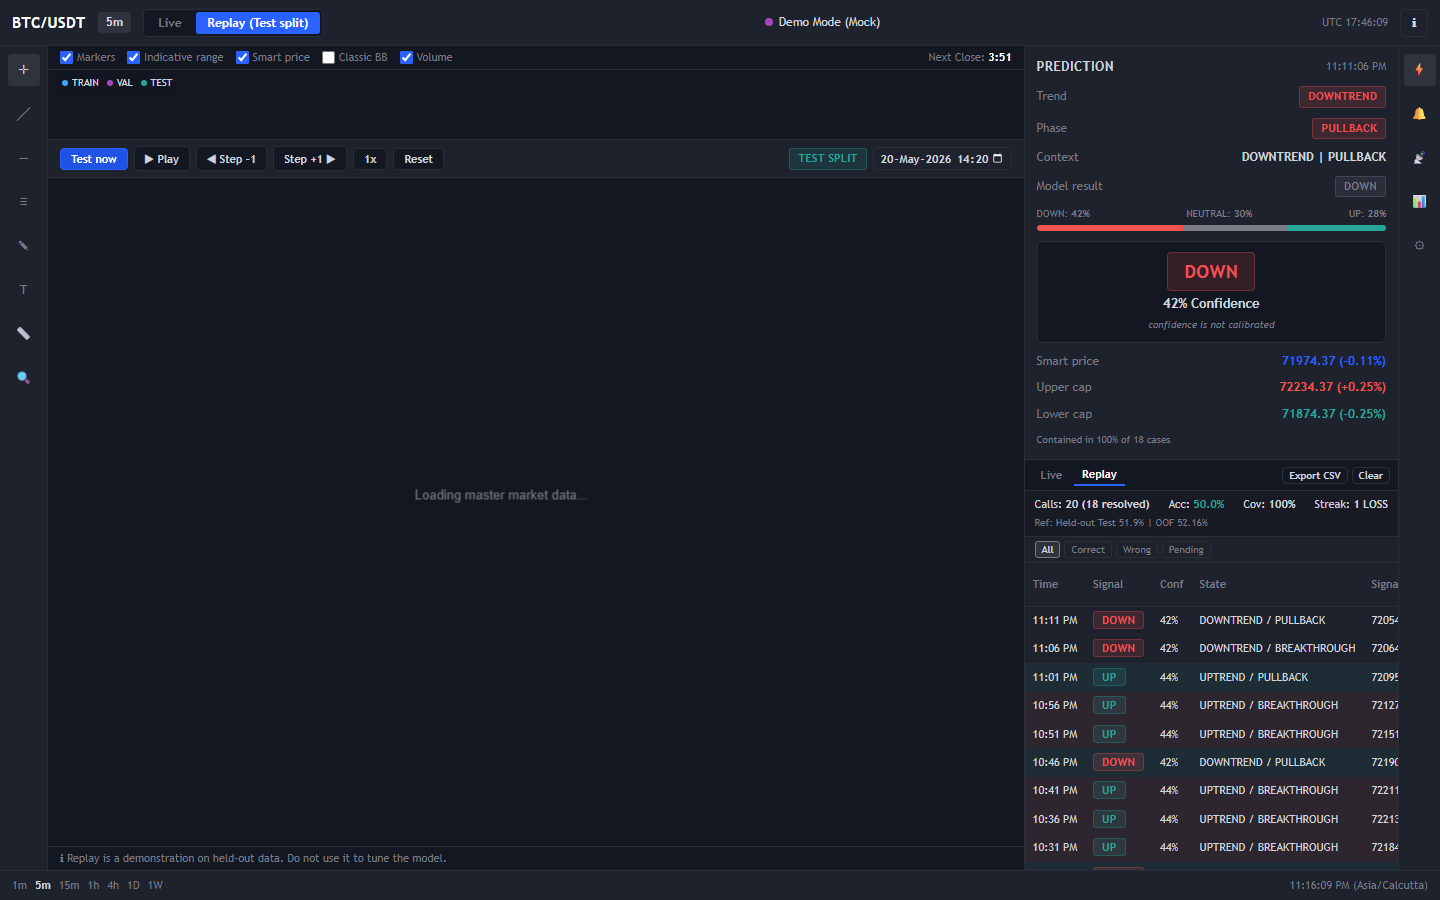 BTC/USDT 5m Live Replay (Test split) Demo Mode (Mock) UTC 17:46:09 i
Markers Indicative range Smart price Classic BB Volume Next Close: 3:51
TRAIN VAL TEST
Test now ▶ Play ◀ Step -1 Step +1 ▶ 1x Reset TEST SPLIT 20-May-2026 14:20
T
Loading master market data...
i Replay is a demonstration on held-out data. Do not use it to tune the model.
PREDICTION 11:11:06 PM
Trend DOWNTREND
Phase PULLBACK
Context DOWNTREND | PULLBACK
Model result DOWN
DOWN: 42% NEUTRAL: 30% UP: 28%
DOWN
42% Confidence
confidence is not calibrated
Smart price 71974.37 (-0.11%)
Upper cap 72234.37 (+0.25%)
Lower cap 71874.37 (-0.25%)
Contained in 100% of 18 cases
Live Replay Export CSV Clear
Calls: 20 (18 resolved) Acc: 50.0% Cov: 100% Streak: 1 LOSS
Ref: Held-out Test 51.9% | OOF 52.16%
All Correct Wrong Pending
Time Signal Conf State Signa
11:11 PM DOWN 42% DOWNTREND / PULLBACK 72054
11:06 PM DOWN 42% DOWNTREND / BREAKTHROUGH 72064
11:01 PM UP 44% UPTREND / PULLBACK 72095
10:56 PM UP 44% UPTREND / BREAKTHROUGH 72127
10:51 PM UP 44% UPTREND / BREAKTHROUGH 72151
10:46 PM DOWN 42% DOWNTREND / PULLBACK 72190
10:41 PM UP 44% UPTREND / BREAKTHROUGH 72211
10:36 PM UP 44% UPTREND / BREAKTHROUGH 72213
10:31 PM UP 44% UPTREND / BREAKTHROUGH 72184
1m 5m 15m 1h 4h 1D 1W 11:16:09 PM (Asia/Calcutta)